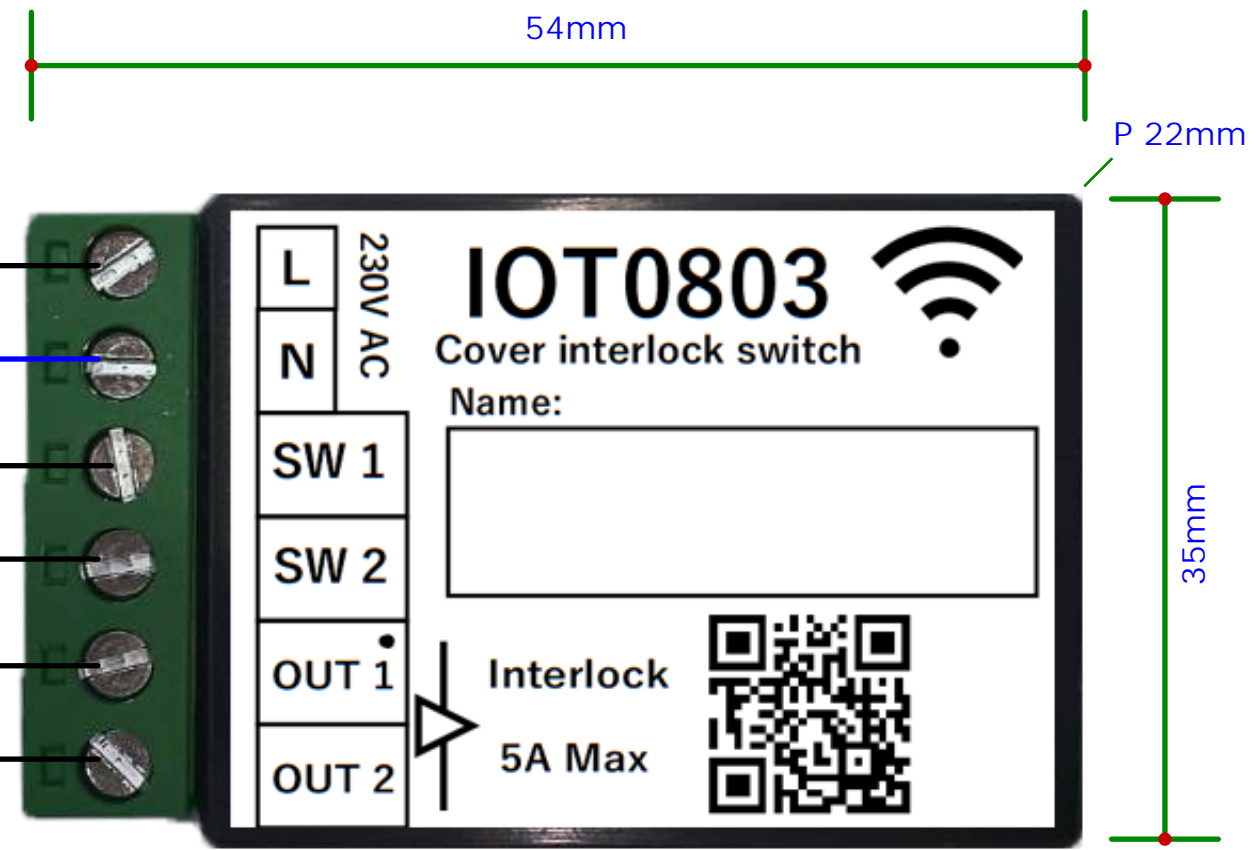 54mm
P 22mm
L
230V AC
N
IOT0803
Cover interlock switch
Name:
SW 1
SW 2
35mm
OUT 1
Interlock
5A Max
OUT 2